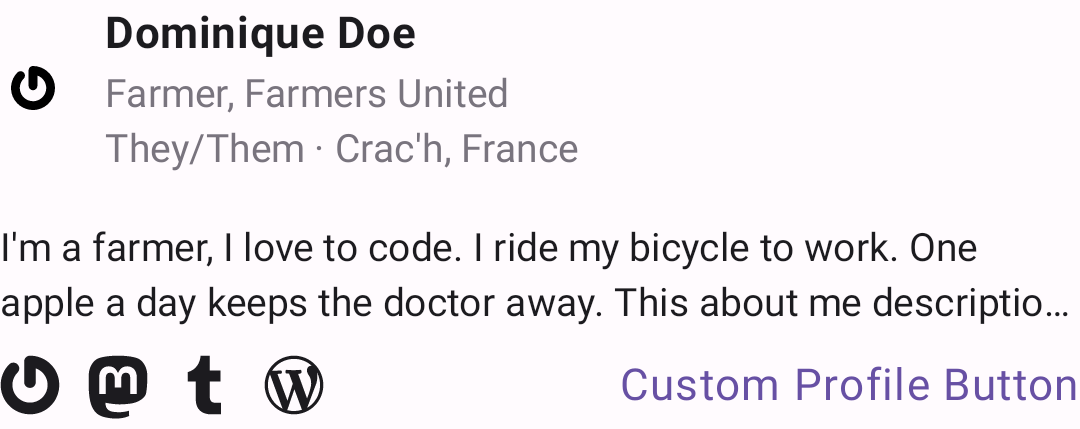 Dominique Doe
Farmer, Farmers United
They/Them · Crac'h, France
I'm a farmer, I love to code. I ride my bicycle to work. One
apple a day keeps the doctor away. This about me descriptio…
Custom Profile Button